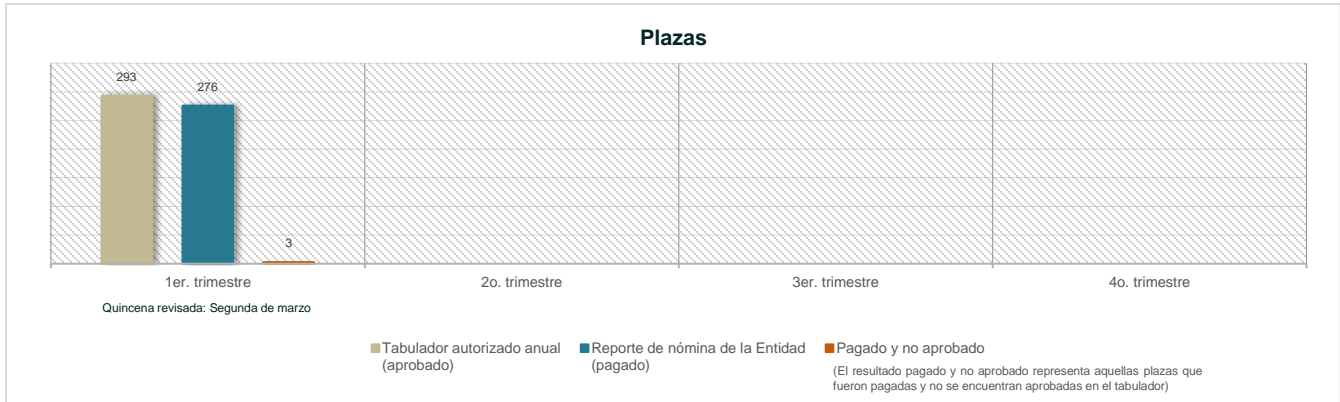 Plazas
293
276
3
1er. trimestre
2o. trimestre
3er. trimestre
4o. trimestre
Quincena revisada: Segunda de marzo
Tabulador autorizado anual
(aprobado)
Reporte de nómina de la Entidad
(pagado)
Pagado y no aprobado
(El resultado pagado y no aprobado representa aquellas plazas que
fueron pagadas y no se encuentran aprobadas en el tabulador)